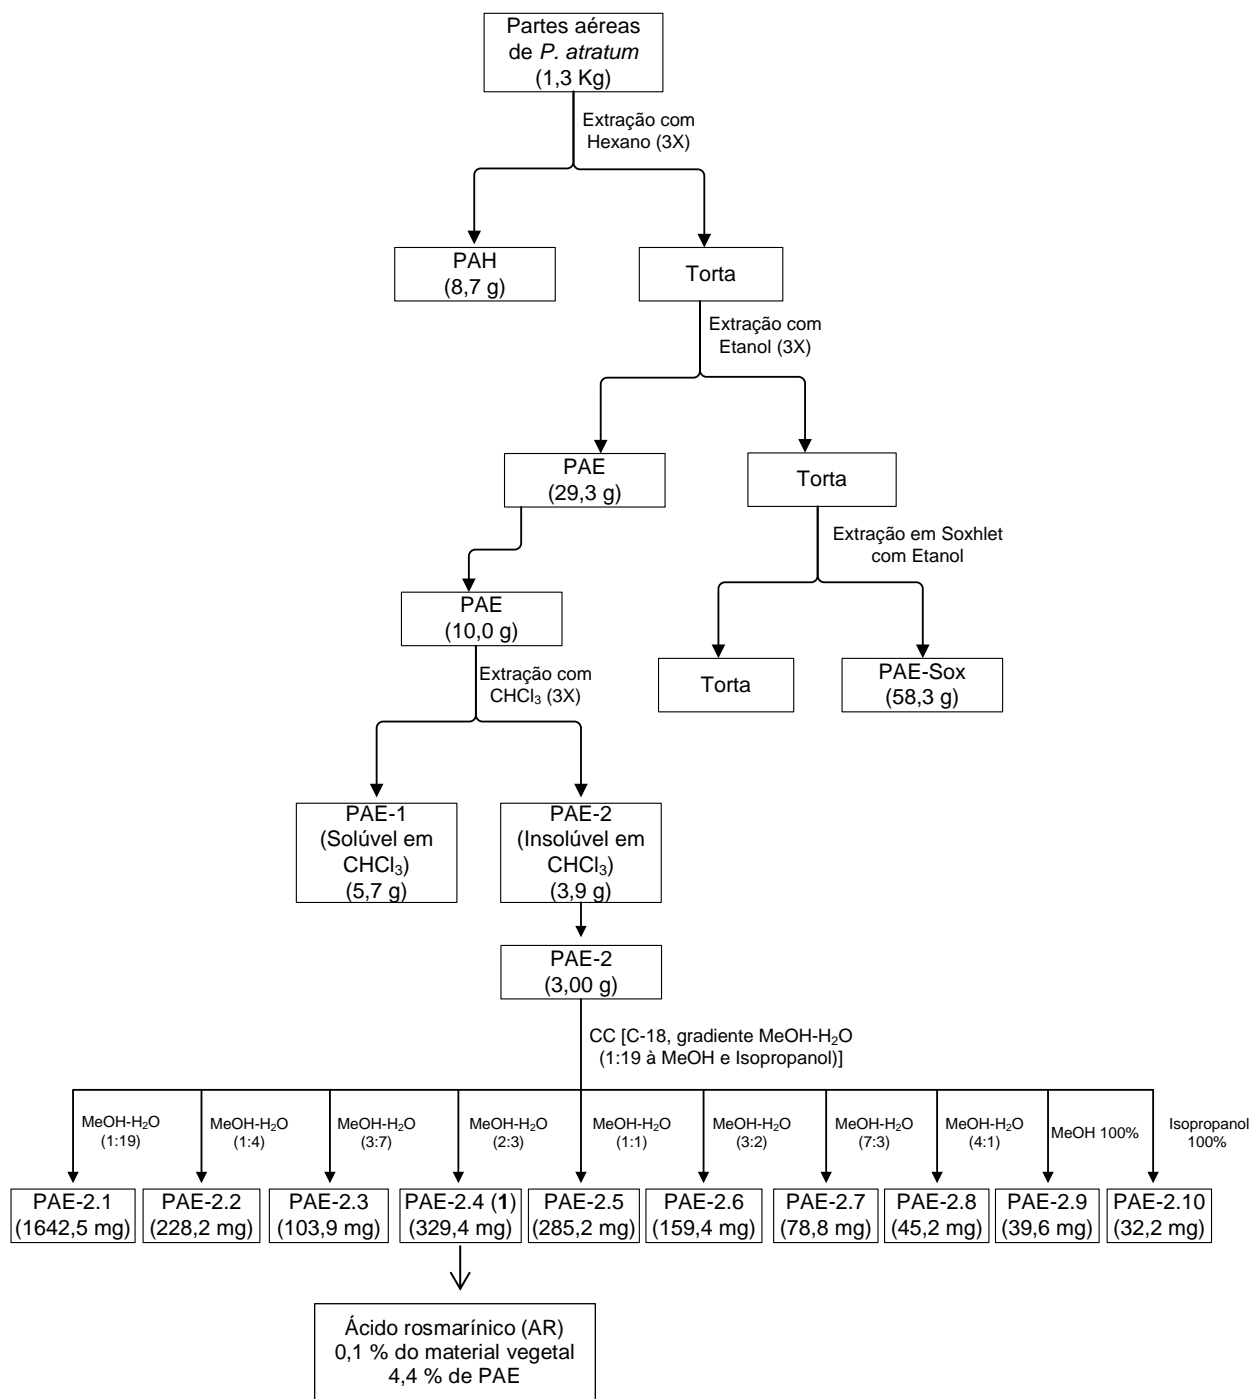 Partes aéreas
de P. atratum
(1,3 Kg)
Extração com
Hexano (3X)
PAH
(8,7 g)
Torta
Extração com
Etanol (3X)
PAE
(29,3 g)
Torta
Extração em Soxhlet
com Etanol
PAE
(10,0 g)
Torta
PAE-Sox
(58,3 g)
Extração com
CHCl₃ (3X)
PAE-1
(Solúvel em
CHCl₃)
(5,7 g)
PAE-2
(Insolúvel em
CHCl₃)
(3,9 g)
PAE-2
(3,00 g)
CC [C-18, gradiente MeOH-H₂O
(1:19 à MeOH e Isopropanol)]
MeOH-H₂O
(1:19)
MeOH-H₂O
(1:4)
MeOH-H₂O
(3:7)
MeOH-H₂O
(2:3)
MeOH-H₂O
(1:1)
MeOH-H₂O
(3:2)
MeOH-H₂O
(7:3)
MeOH-H₂O
(4:1)
MeOH 100%
Isopropanol
100%
PAE-2.1
(1642,5 mg)
PAE-2.2
(228,2 mg)
PAE-2.3
(103,9 mg)
PAE-2.4 (1)
(329,4 mg)
PAE-2.5
(285,2 mg)
PAE-2.6
(159,4 mg)
PAE-2.7
(78,8 mg)
PAE-2.8
(45,2 mg)
PAE-2.9
(39,6 mg)
PAE-2.10
(32,2 mg)
Ácido rosmarínico (AR)
0,1 % do material vegetal
4,4 % de PAE